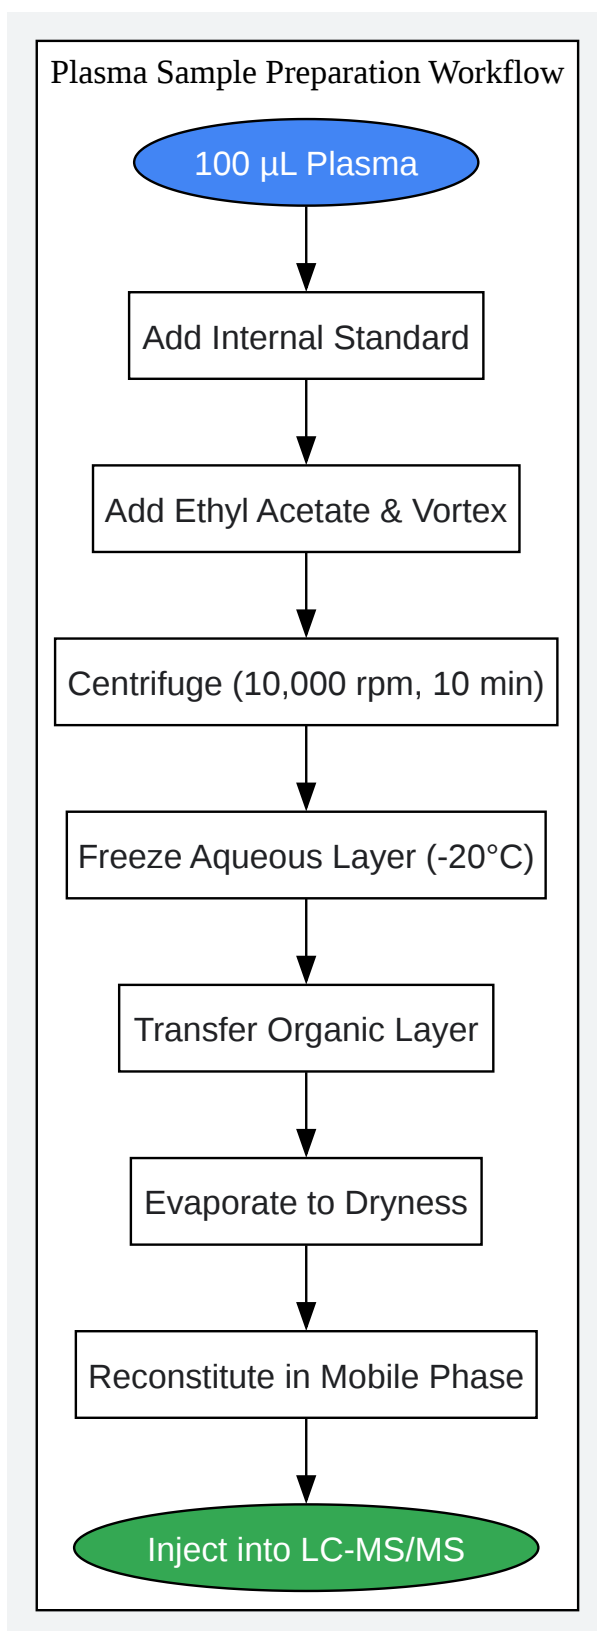 Plasma Sample Preparation Workflow
100 µL Plasma
Add Internal Standard
Add Ethyl Acetate & Vortex
Centrifuge (10,000 rpm, 10 min)
Freeze Aqueous Layer (-20°C)
Transfer Organic Layer
Evaporate to Dryness
Reconstitute in Mobile Phase
Inject into LC-MS/MS